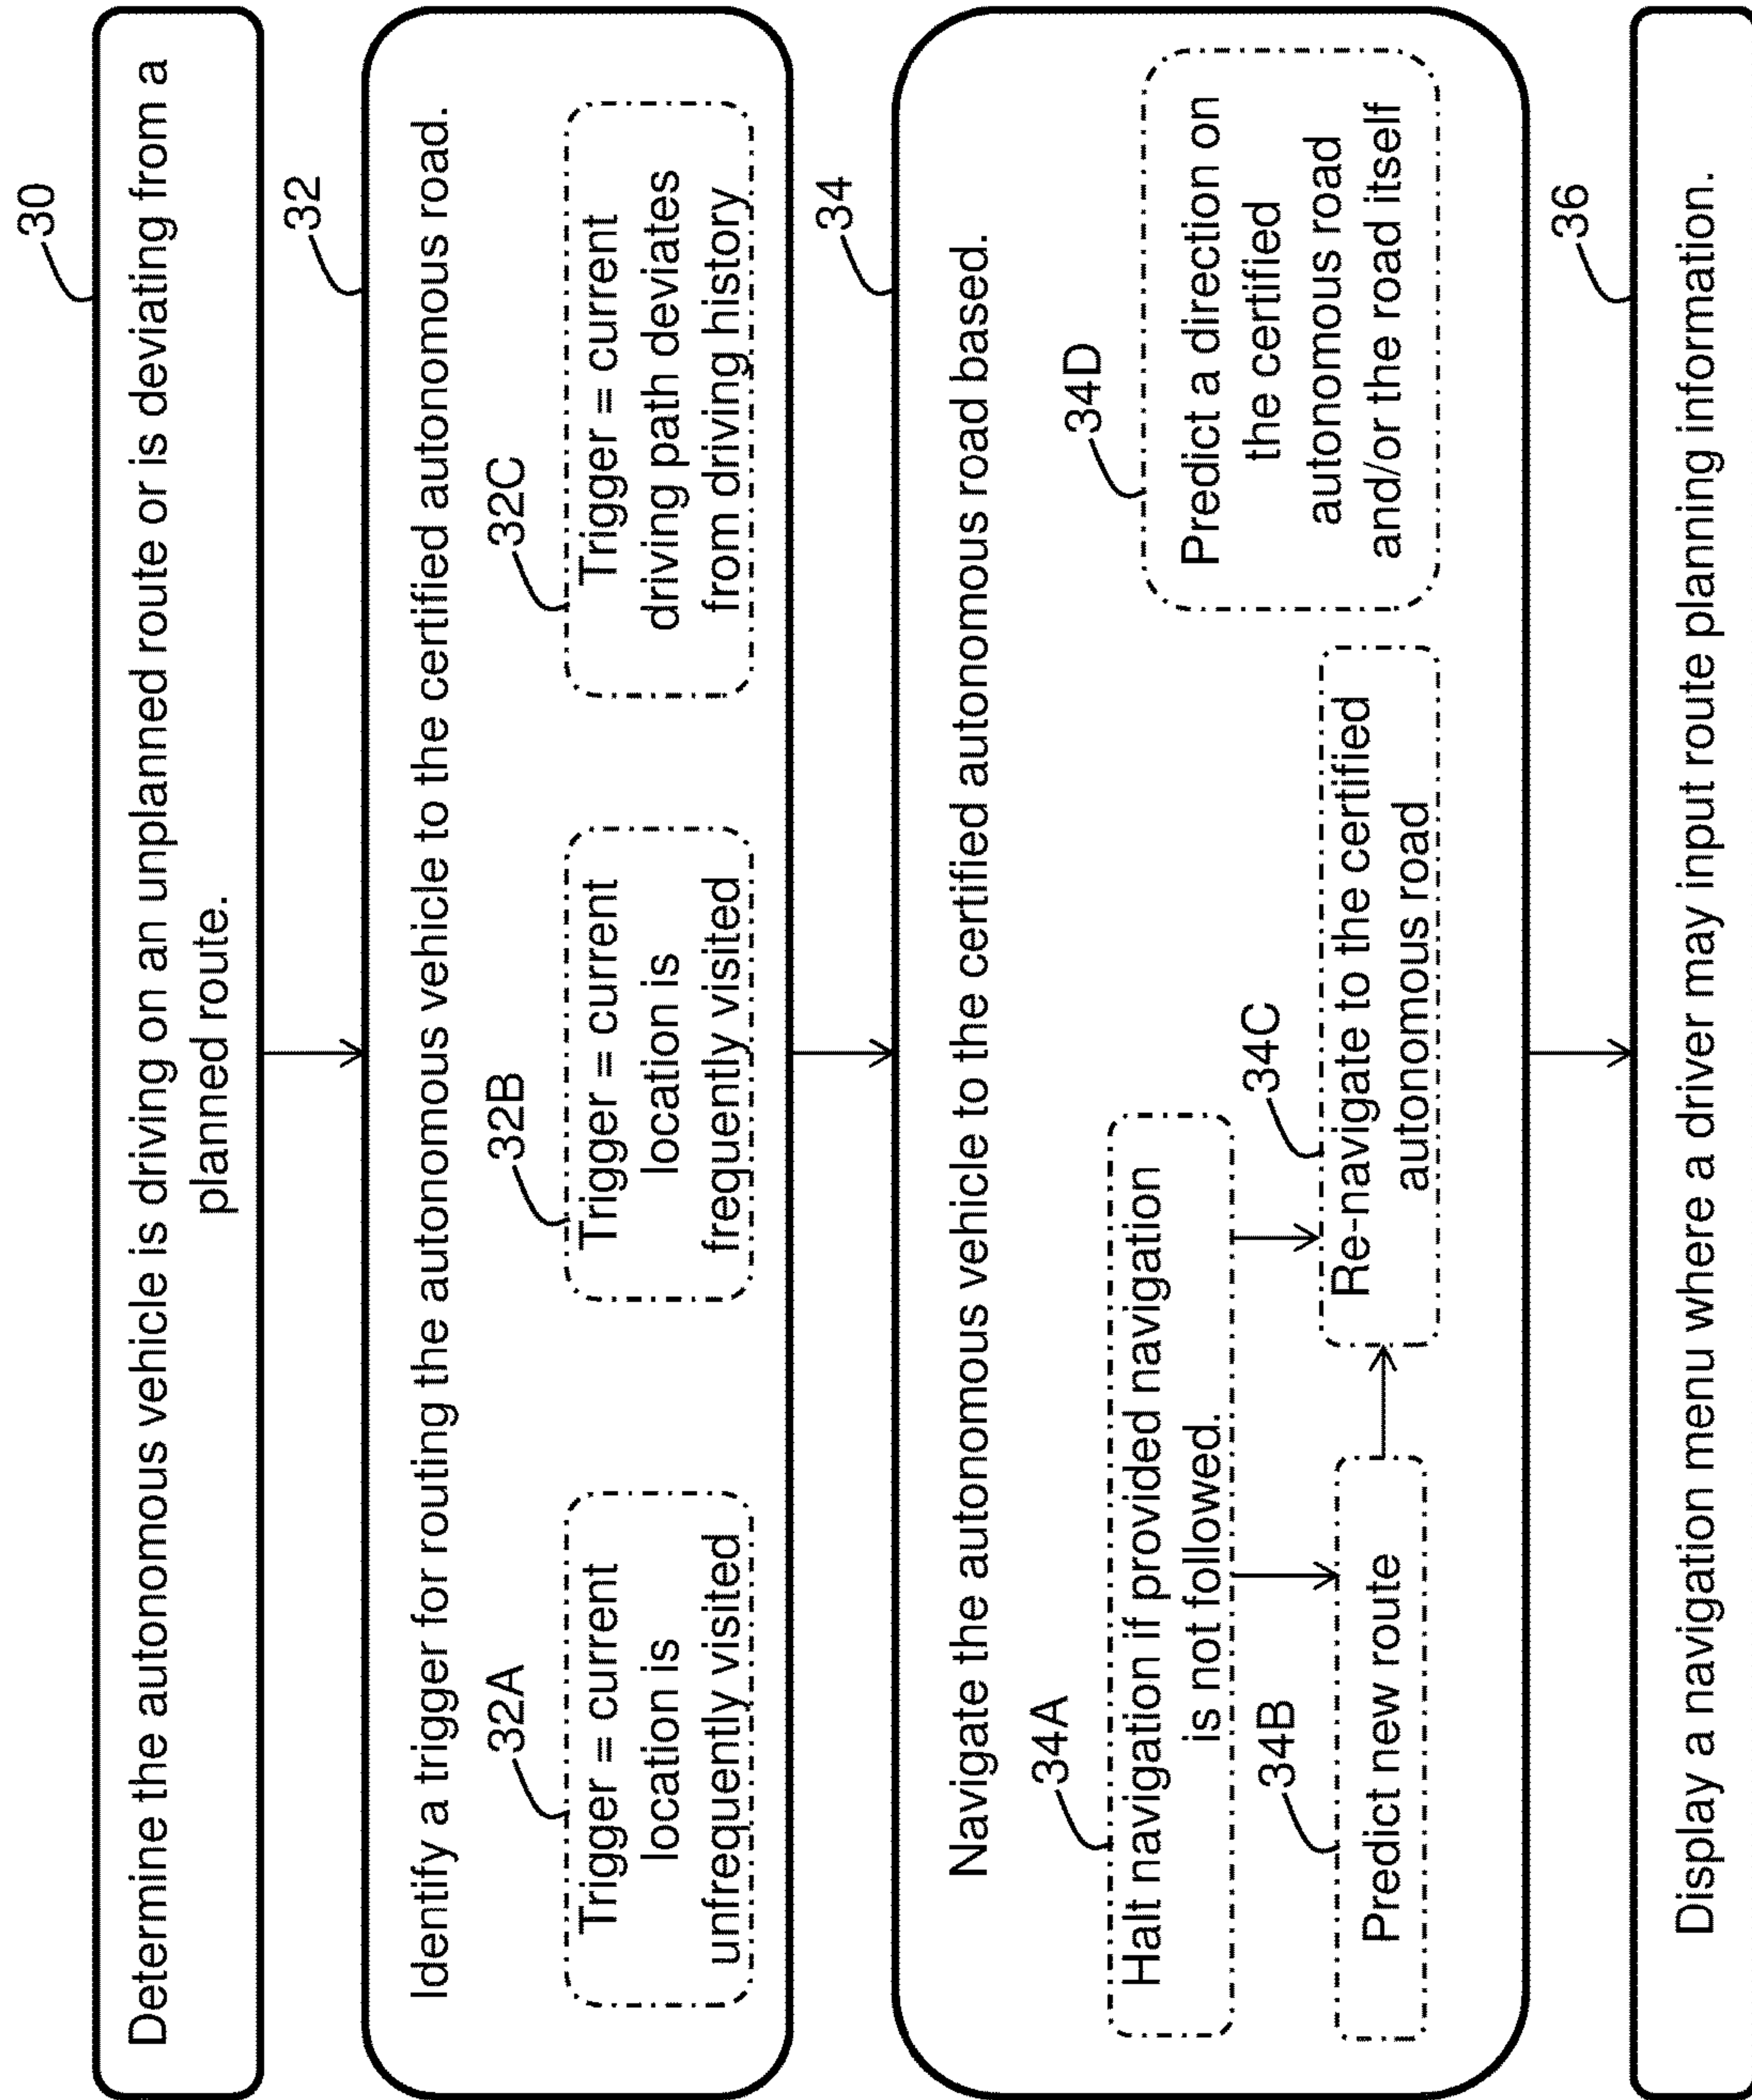 30
Determine the autonomous vehicle is driving on an unplanned route or is deviating from a
planned route.
32
Identify a trigger for routing the autonomous vehicle to the certified autonomous road.
32A
Trigger = current
location is
unfrequently visited
32B
Trigger = current
location is
frequently visited
32C
Trigger = current
driving path deviates
from driving history
34
Navigate the autonomous vehicle to the certified autonomous road based.
34A
Halt navigation if provided navigation
is not followed.
34B
Predict new route
34C
Re-navigate to the certified
autonomous road
34D
Predict a direction on
the certified
autonomous road
and/or the road itself
36
Display a navigation menu where a driver may input route planning information.